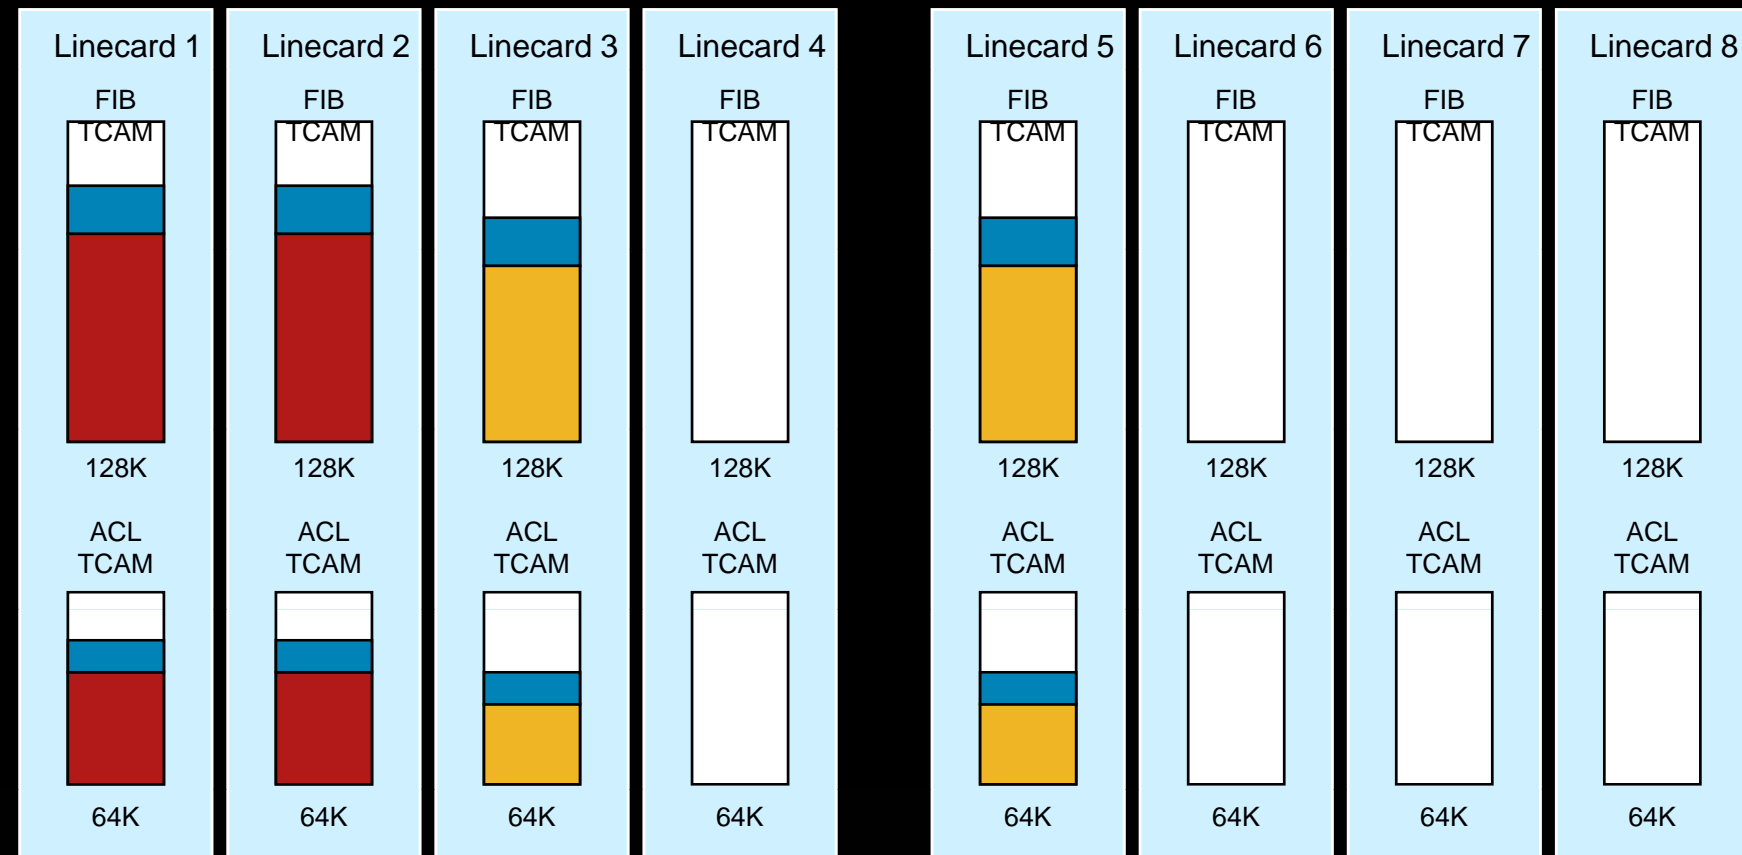 Linecard 1
FIB
TCAM
128K
ACL
TCAM
64K
Linecard 2
FIB
TCAM
128K
ACL
TCAM
64K
Linecard 3
FIB
TCAM
128K
ACL
TCAM
64K
Linecard 4
FIB
TCAM
128K
ACL
TCAM
64K
Linecard 5
FIB
TCAM
128K
ACL
TCAM
64K
Linecard 6
FIB
TCAM
128K
ACL
TCAM
64K
Linecard 7
FIB
TCAM
128K
ACL
TCAM
64K
Linecard 8
FIB
TCAM
128K
ACL
TCAM
64K